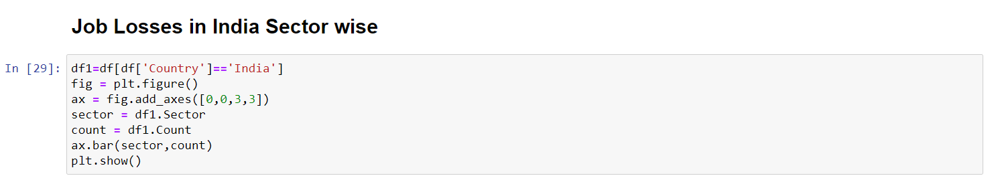 Job Losses in India Sector wise
In [29]: df1=df[df['Country']=='India']
fig = plt.figure()
ax = fig.add_axes([0,0,3,3])
sector = df1.Sector
count = df1.Count
ax.bar(sector,count)
plt.show()